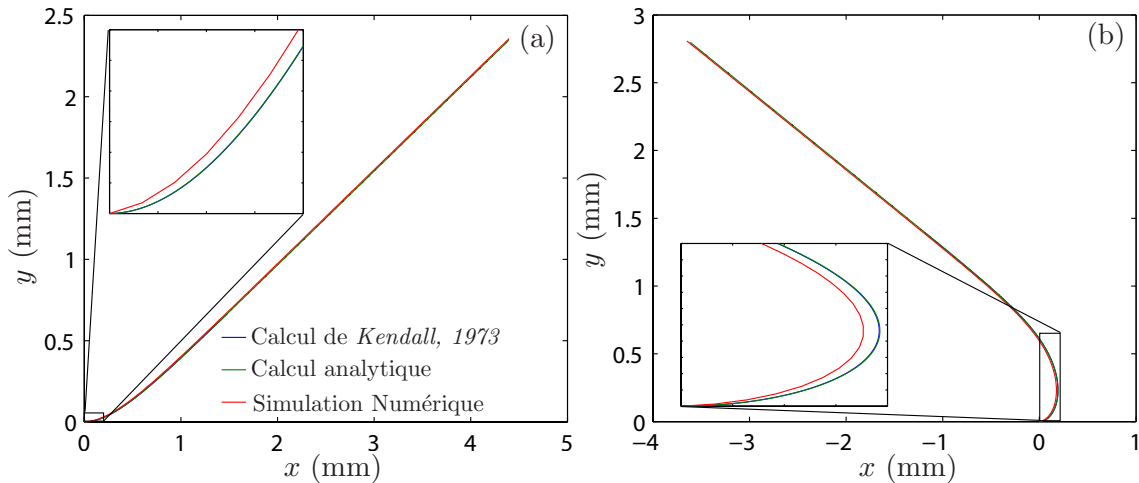 (a)
2.5
2
1.5
1
0.5
0
y (mm)
0 1 2 3 4 5
x (mm)
Calcul de Kendall, 1973
Calcul analytique
Simulation Numérique
(b)
3
2.5
2
1.5
1
0.5
0
y (mm)
−4 −3 −2 −1 0 1
x (mm)